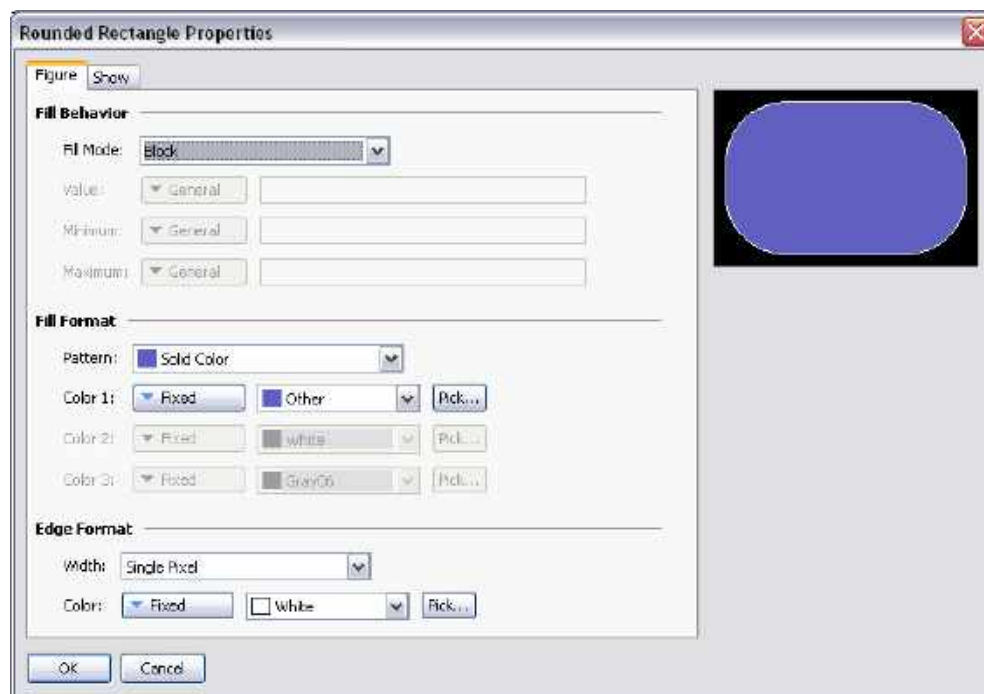 Rounded Rectangle Properties
Figure Show
Fill Behavior
Fill Mode: Block
Value: General
Minimum: General
Maximum: General
Fill Format
Pattern: Solid Color
Color 1: Fixed Other Pick...
Color 2: Fixed White Pick...
Color 3: Fixed Gray06 Pick...
Edge Format
Width: Single Pixel
Color: Fixed White Pick...
OK Cancel